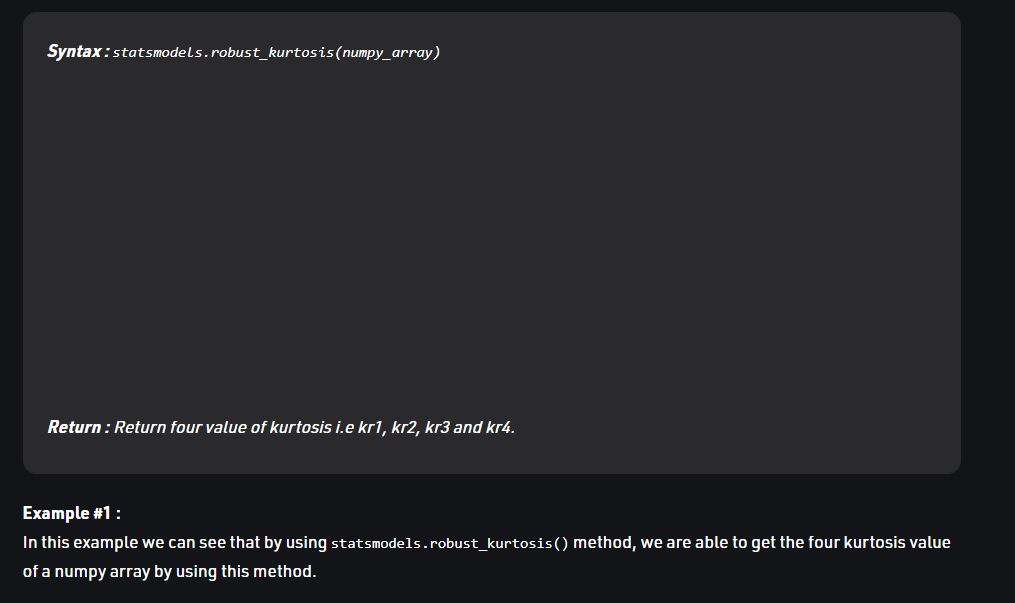 Syntax : statsmodels.robust_kurtosis(numpy_array)
Return : Return four value of kurtosis i.e kr1, kr2, kr3 and kr4.
Example #1 :
In this example we can see that by using statsmodels.robust_kurtosis() method, we are able to get the four kurtosis value
of a numpy array by using this method.